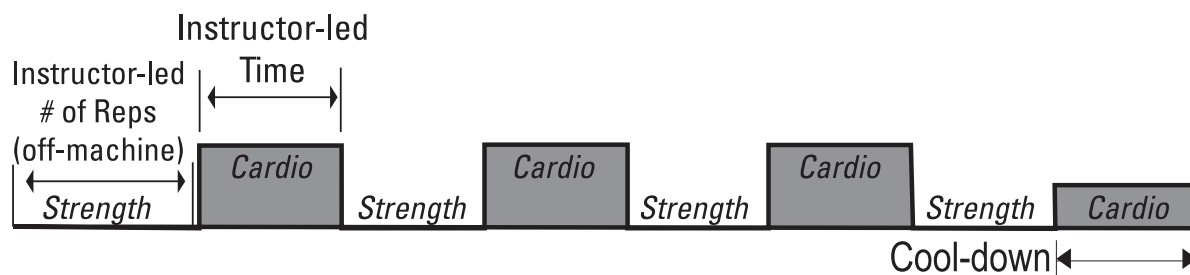 Instructor-led
Time
Instructor-led
# of Reps
(off-machine)
Strength
Cardio
Strength
Cardio
Strength
Cardio
Strength
Cardio
Cool-down